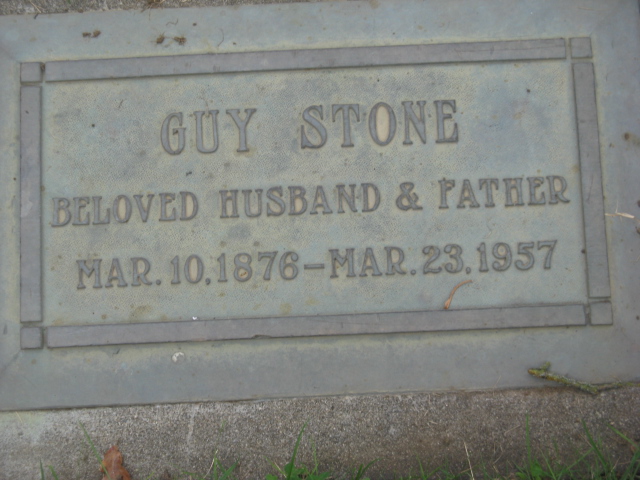 GUY STONE
BELOVED HUSBAND & FATHER
MAR. 10, 1876 – MAR. 23, 1957